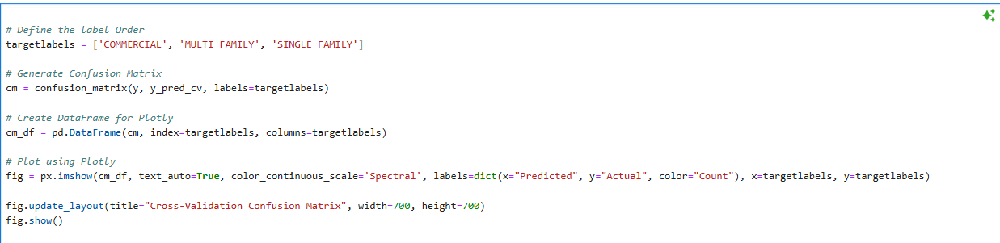 # Define the label Order
targetlabels = ['COMMERCIAL', 'MULTI FAMILY', 'SINGLE FAMILY']
# Generate Confusion Matrix
cm = confusion_matrix(y, y_pred_cv, labels=targetlabels)
# Create DataFrame for Plotly
cm_df = pd.DataFrame(cm, index=targetlabels, columns=targetlabels)
# Plot using Plotly
fig = px.imshow(cm_df, text_auto=True, color_continuous_scale='Spectral', labels=dict(x="Predicted", y="Actual", color="Count"), x=targetlabels, y=targetlabels)
fig.update_layout(title="Cross-Validation Confusion Matrix", width=700, height=700)
fig.show()